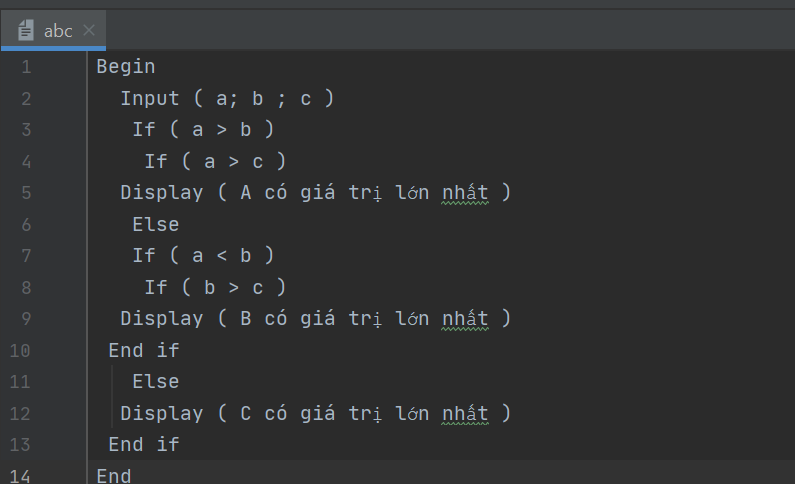 abc
1 Begin
2 Input ( a; b ; c )
3 If ( a > b )
4 If ( a > c )
5 Display ( A có giá trị lớn nhất )
6 Else
7 If ( a < b )
8 If ( b > c )
9 Display ( B có giá trị lớn nhất )
10 End if
11 Else
12 Display ( C có giá trị lớn nhất )
13 End if
14 End